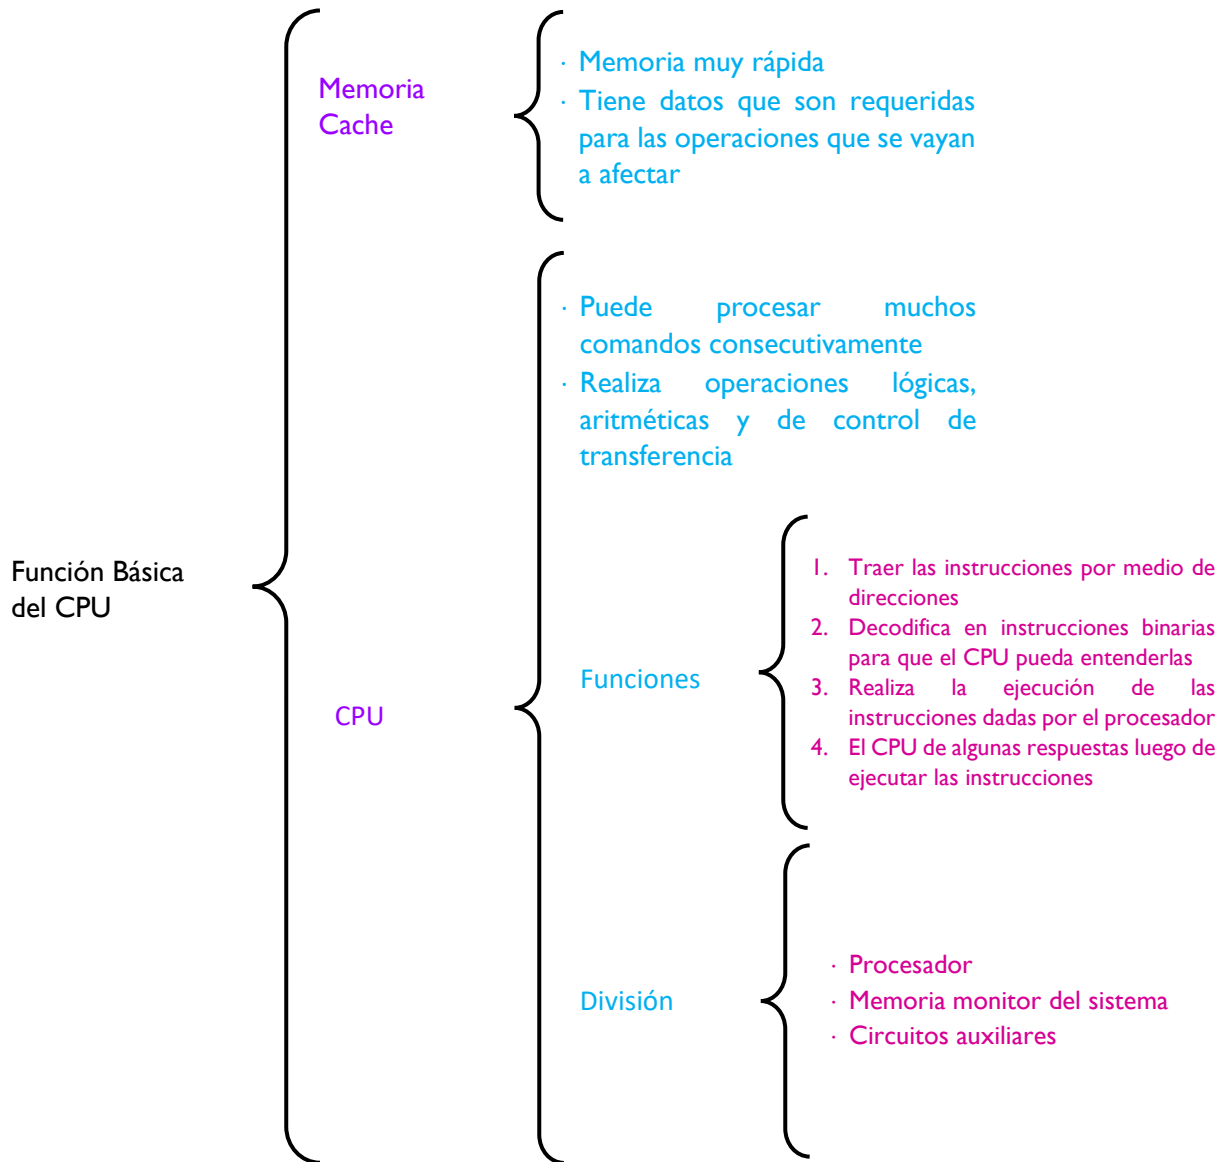 Función Básica
del CPU
Memoria
Cache
· Memoria muy rápida
· Tiene datos que son requeridas
para las operaciones que se vayan
a afectar
CPU
· Puede procesar muchos
comandos consecutivamente
· Realiza operaciones lógicas,
aritméticas y de control de
transferencia
Funciones
1. Traer las instrucciones por medio de
direcciones
2. Decodifica en instrucciones binarias
para que el CPU pueda entenderlas
3. Realiza la ejecución de las
instrucciones dadas por el procesador
4. El CPU de algunas respuestas luego de
ejecutar las instrucciones
División
· Procesador
· Memoria monitor del sistema
· Circuitos auxiliares